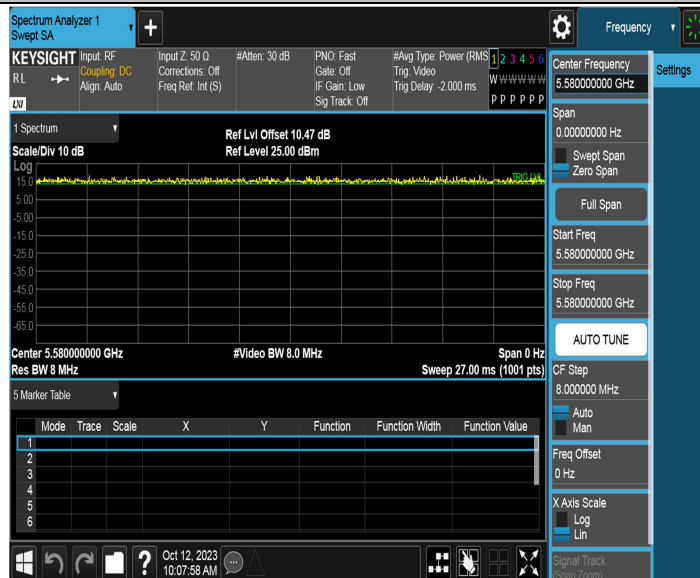 Spectrum Analyzer 1
Swept SA
Frequency
KEYSIGHT
RL
LXI
Input: RF
Coupling: DC
Align: Auto
Input Z: 50 Ω
Corrections: Off
Freq Ref: Int (S)
#Atten: 30 dB
PNO: Fast
Gate: Off
IF Gain: Low
Sig Track: Off
#Avg Type: Power (RMS
Trig: Video
Trig Delay: -2.000 ms
1 2 3 4 5 6
W W W W W W
P P P P P P
Center Frequency
5.580000000 GHz
Settings
Span
0.00000000 Hz
Swept Span
Zero Span
Full Span
Start Freq
5.580000000 GHz
Stop Freq
5.580000000 GHz
AUTO TUNE
CF Step
8.000000 MHz
Auto
Man
Freq Offset
0 Hz
X Axis Scale
Log
Lin
Signal Track
(Span Zoom)
1 Spectrum
Scale/Div 10 dB
Ref Lvl Offset 10.47 dB
Ref Level 25.00 dBm
Log
15.0
TRIG LVL
5.00
-5.00
-15.0
-25.0
-35.0
-45.0
-55.0
-65.0
Center 5.580000000 GHz
#Video BW 8.0 MHz
Span 0 Hz
Res BW 8 MHz
Sweep 27.00 ms (1001 pts)
5 Marker Table
Mode Trace Scale X Y Function Function Width Function Value
1
2
3
4
5
6
?
Oct 12, 2023
10:07:58 AM